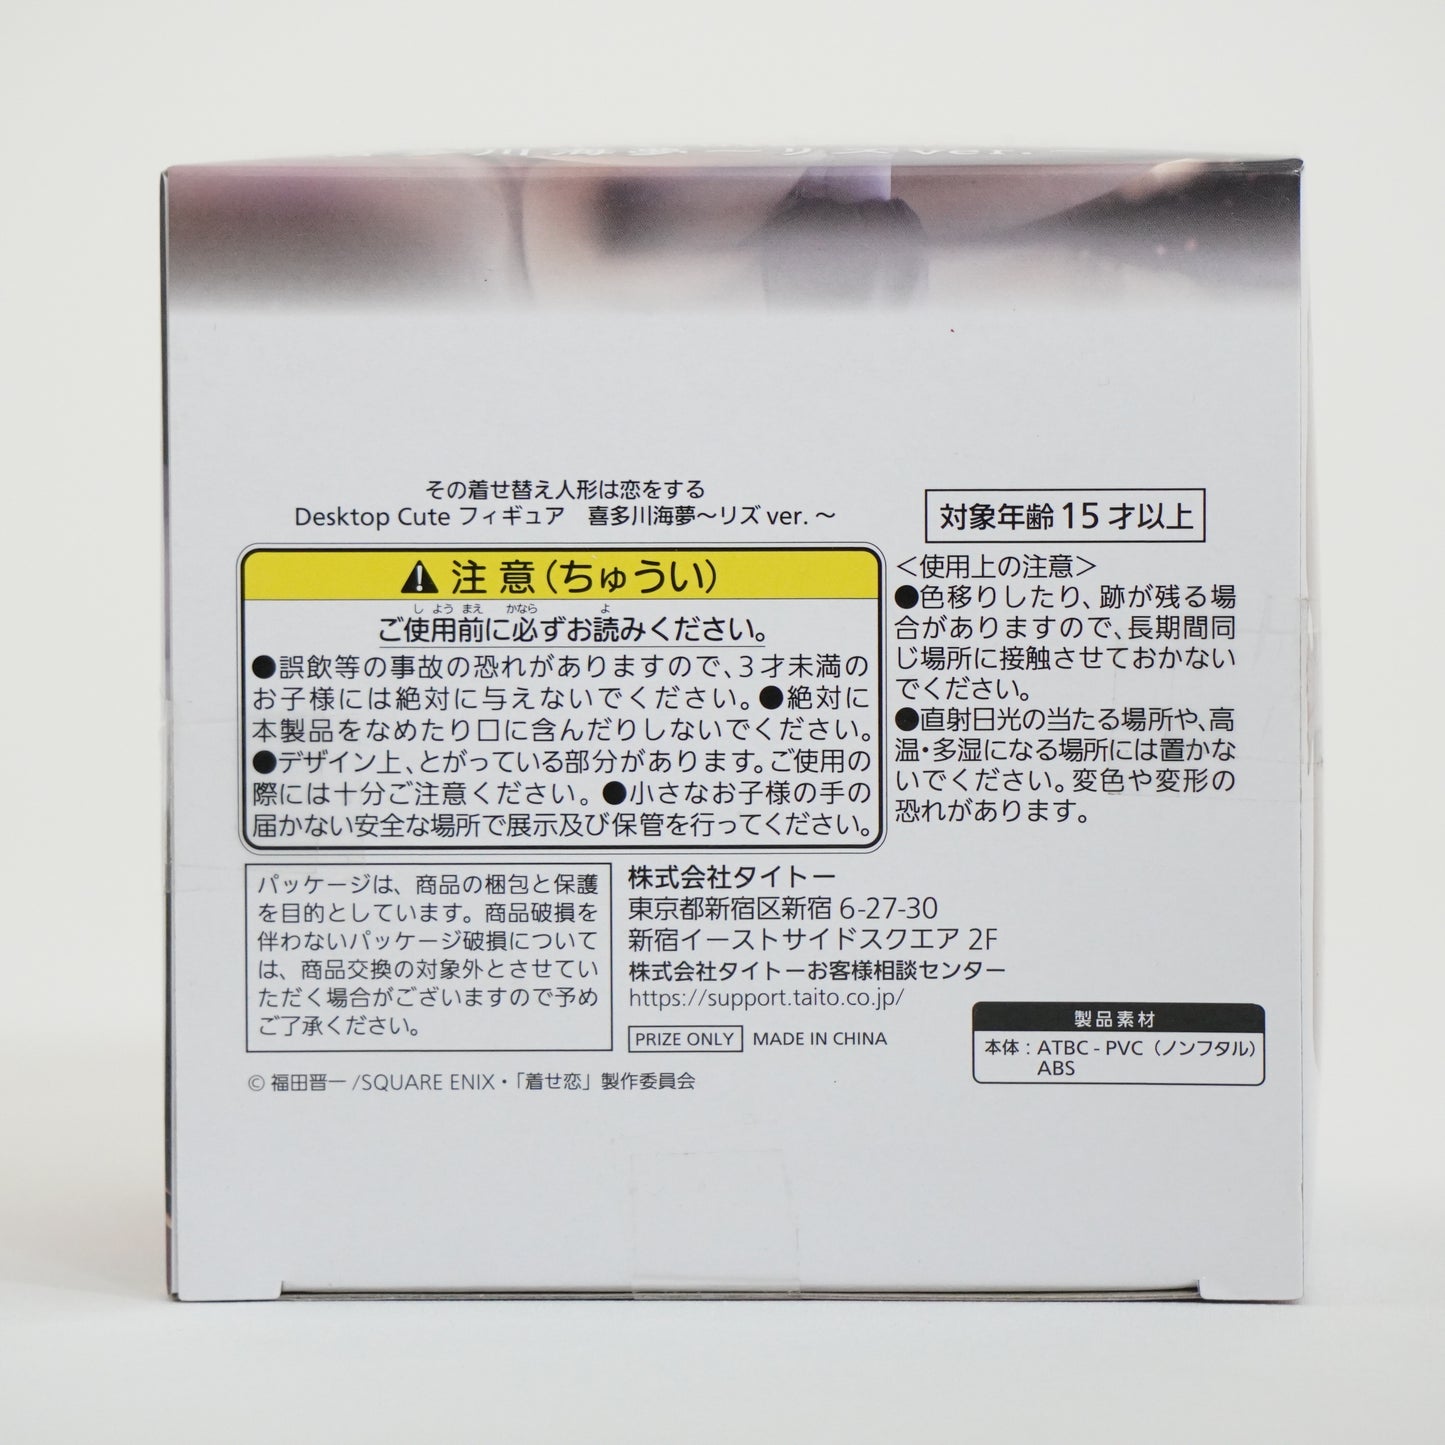 川海夢～リズver.～
その着せ替え人形は恋をする
Desktop Cute フィギュア　喜多川海夢～リズ ver. ～
注 意（ちゅうい）
ご使用前に必ずお読みください。
し よう まえ かなら よ
●誤飲等の事故の恐れがありますので、3才未満の
お子様には絶対に与えないでください。●絶対に
本製品をなめたり口に含んだりしないでください。
●デザイン上、とがっている部分があります。ご使用の
際には十分ご注意ください。●小さなお子様の手の
届かない安全な場所で展示及び保管を行ってください。
対象年齢 15 才以上
＜使用上の注意＞
●色移りしたり、跡が残る場
合がありますので、長期間同
じ場所に接触させておかない
でください。
●直射日光の当たる場所や、高
温・多湿になる場所には置かな
いでください。変色や変形の
恐れがあります。
パッケージは、商品の梱包と保護
を目的としています。商品破損を
伴わないパッケージ破損について
は、商品交換の対象外とさせてい
ただく場合がございますので予め
ご了承ください。
株式会社タイトー
東京都新宿区新宿 6-27-30
新宿イーストサイドスクエア 2F
株式会社タイトーお客様相談センター
https://support.taito.co.jp/
PRIZE ONLY MADE IN CHINA
製品素材
本体：ATBC - PVC（ノンフタル）
ABS
© 福田晋一 /SQUARE ENIX・「着せ恋」製作委員会